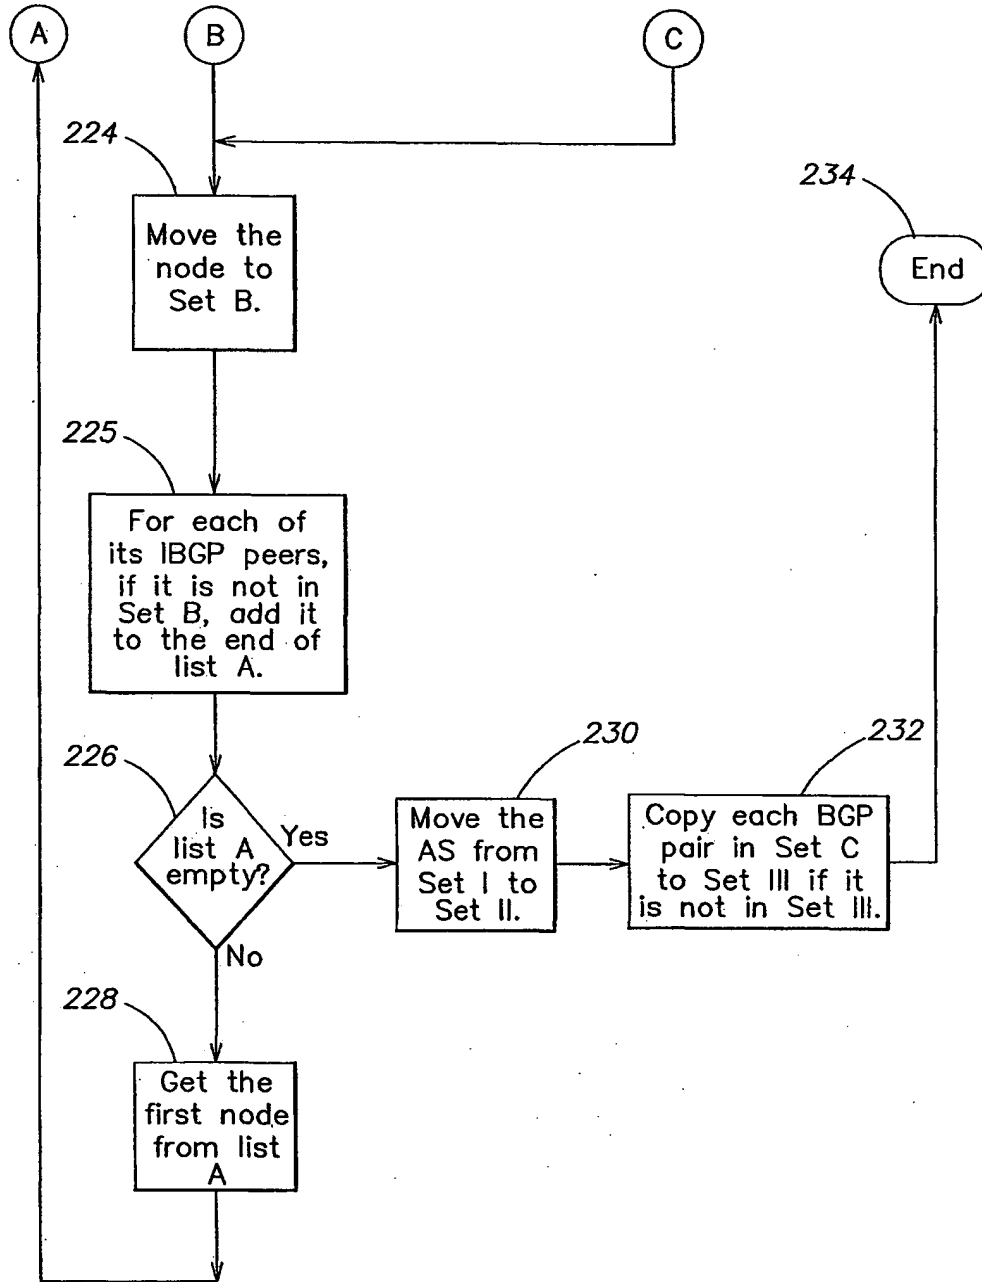 A
B
C
224
234
Move the
node to
Set B.
End
225
For each of
its IBGP peers,
if it is not in
Set B, add it
to the end of
list A.
226
230
232
Is
list A
empty?
Yes
Move the
AS from
Set I to
Set II.
Copy each BGP
pair in Set C
to Set III if it
is not in Set III.
No
228
Get the
first node
from list
A